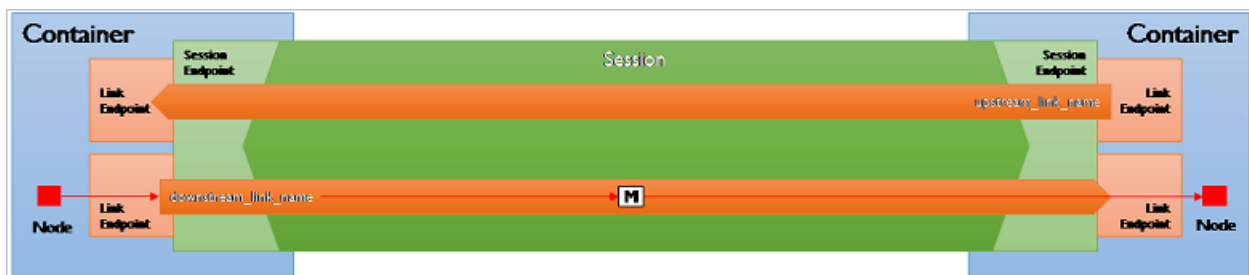 Container
Container
Session
Endpoint
Session
Session
Endpoint
Link
Endpoint
upstream_link_name
Link
Endpoint
downstream_link_name
M
Node
Link
Endpoint
Link
Endpoint
Node